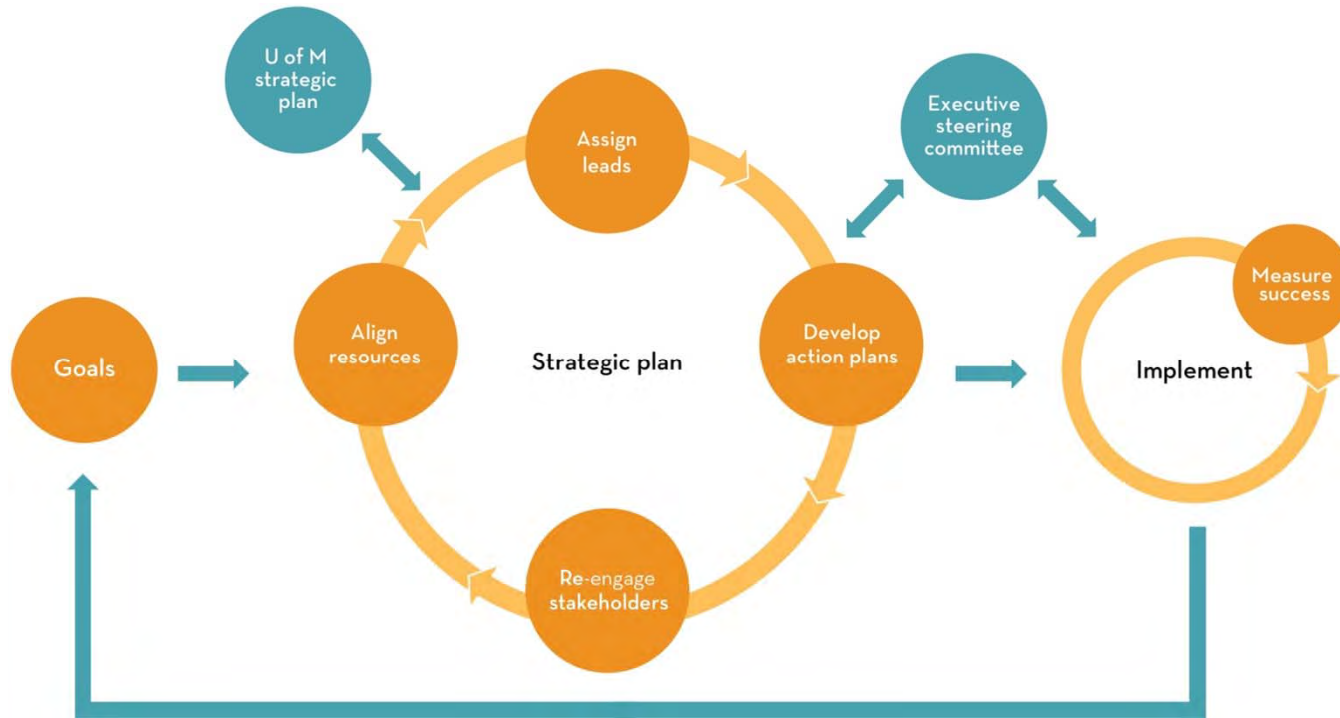 U of M
strategic
plan
Assign
leads
Executive
steering
committee
Measure
success
Goals
Align
resources
Strategic plan
Develop
action plans
Implement
Re-engage
stakeholders